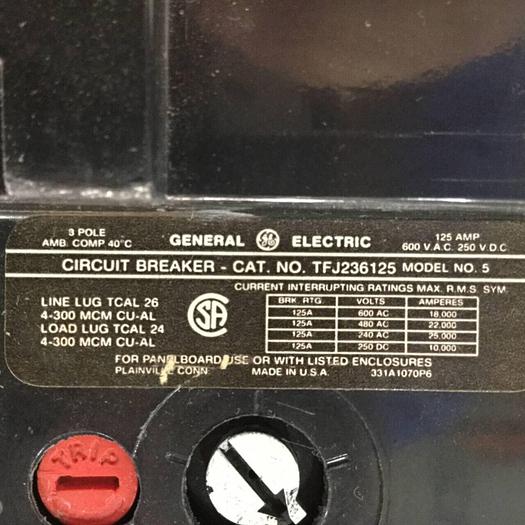 3 POLE
AMB. COMP 40°C
GENERAL GE ELECTRIC
125 AMP
600 V.A.C. 250 V.D.C.
CIRCUIT BREAKER - CAT. NO. TFJ236125 MODEL NO. 5
CURRENT INTERRUPTING RATINGS MAX. R.M.S. SYM.
LINE LUG TCAL 26
4-300 MCM CU-AL
LOAD LUG TCAL 24
4-300 MCM CU-AL
SA
BRK. RTG. VOLTS AMPERES
125A 600 AC 18,000
125A 480 AC 22,000
125A 240 AC 25,000
125A 250 DC 10,000
FOR PANELBOARD USE OR WITH LISTED ENCLOSURES
PLAINVILLE CONN MADE IN U.S.A. 331A1070P6
TRIP